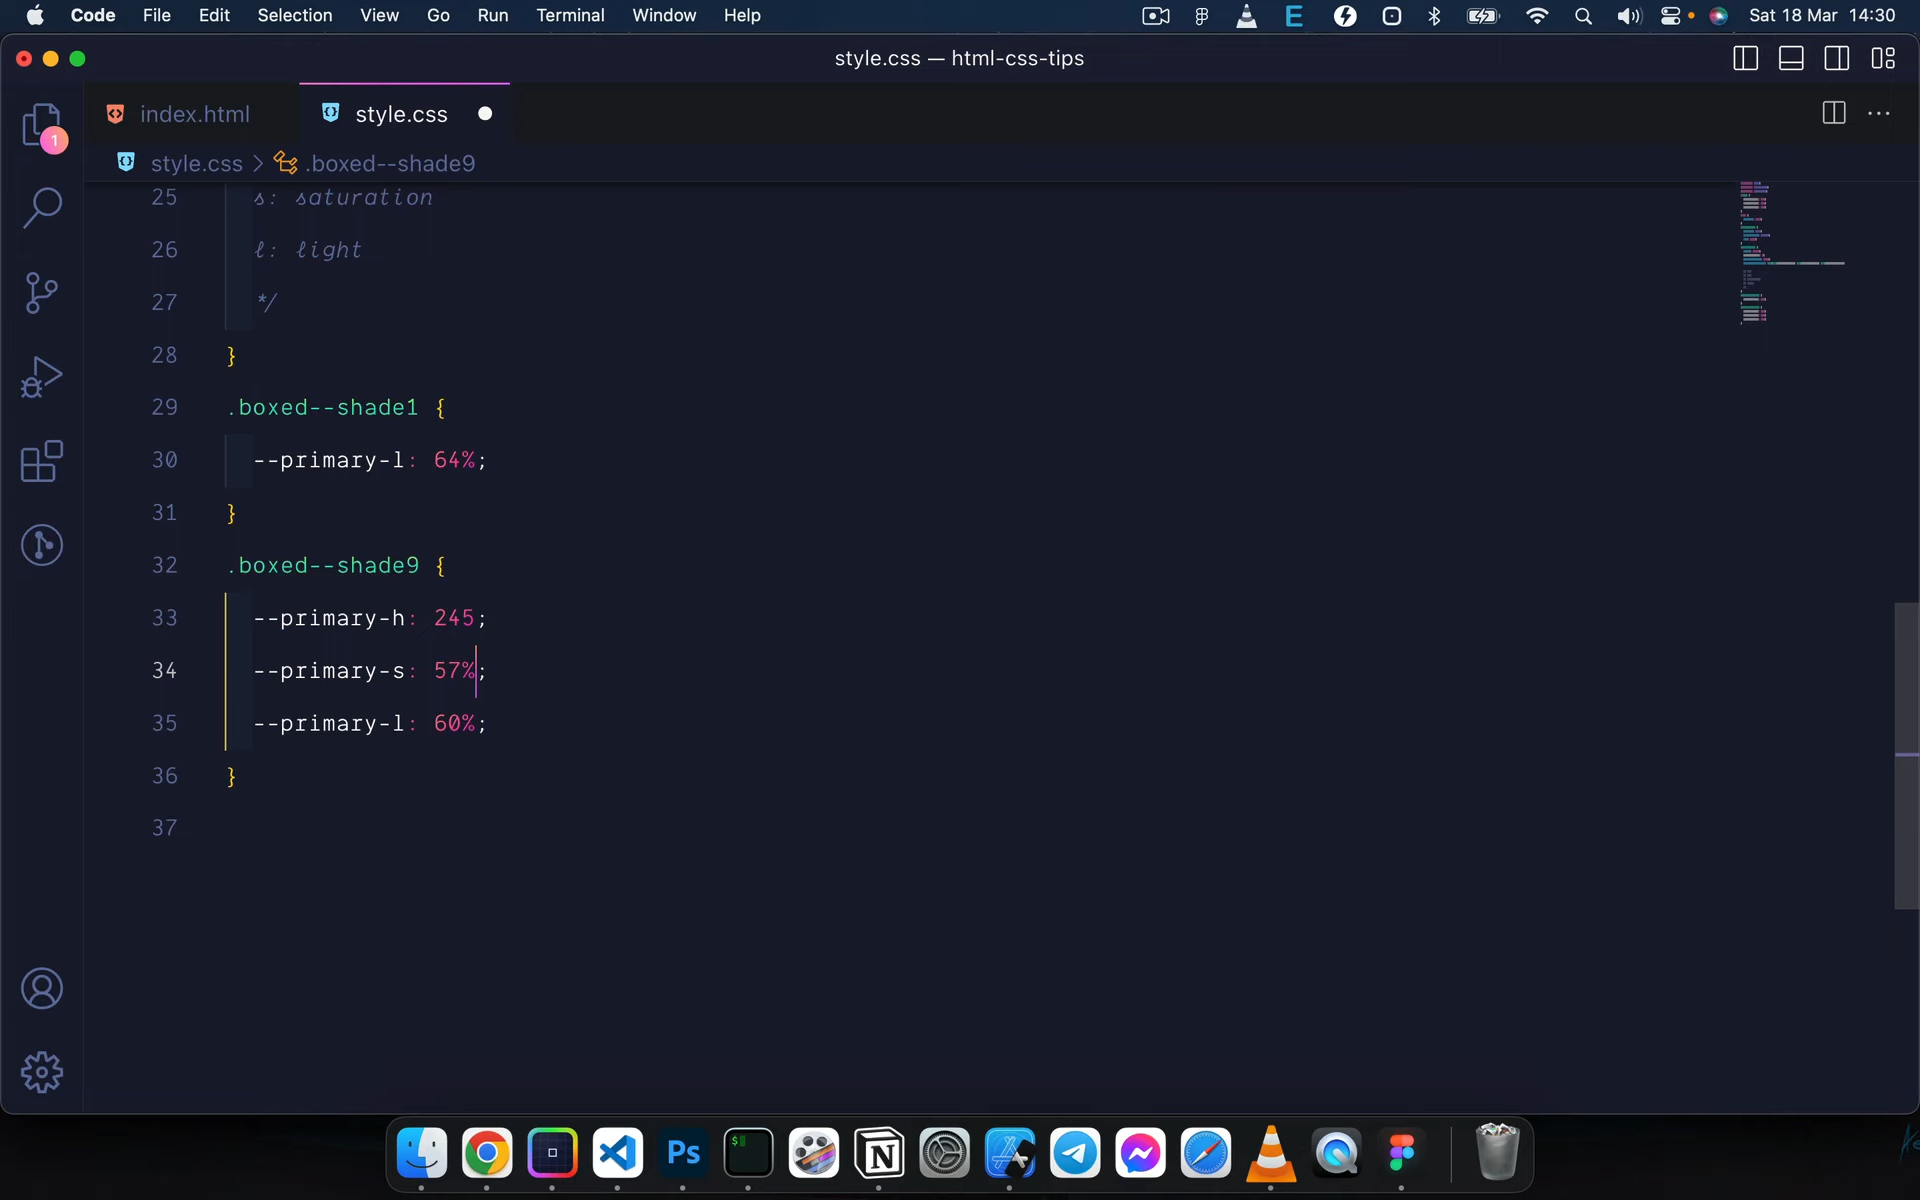 Code File Edit Selection View Go Run Terminal Window Help Sat 18 Mar 14:30
style.css — html-css-tips
index.html style.css
style.css > .boxed--shade9
25 s: saturation
26 l: light
27 */
28 }
29 .boxed--shade1 {
30 --primary-l: 64%;
31 }
32 .boxed--shade9 {
33 --primary-h: 245;
34 --primary-s: 57%;
35 --primary-l: 60%;
36 }
37
1
Ps